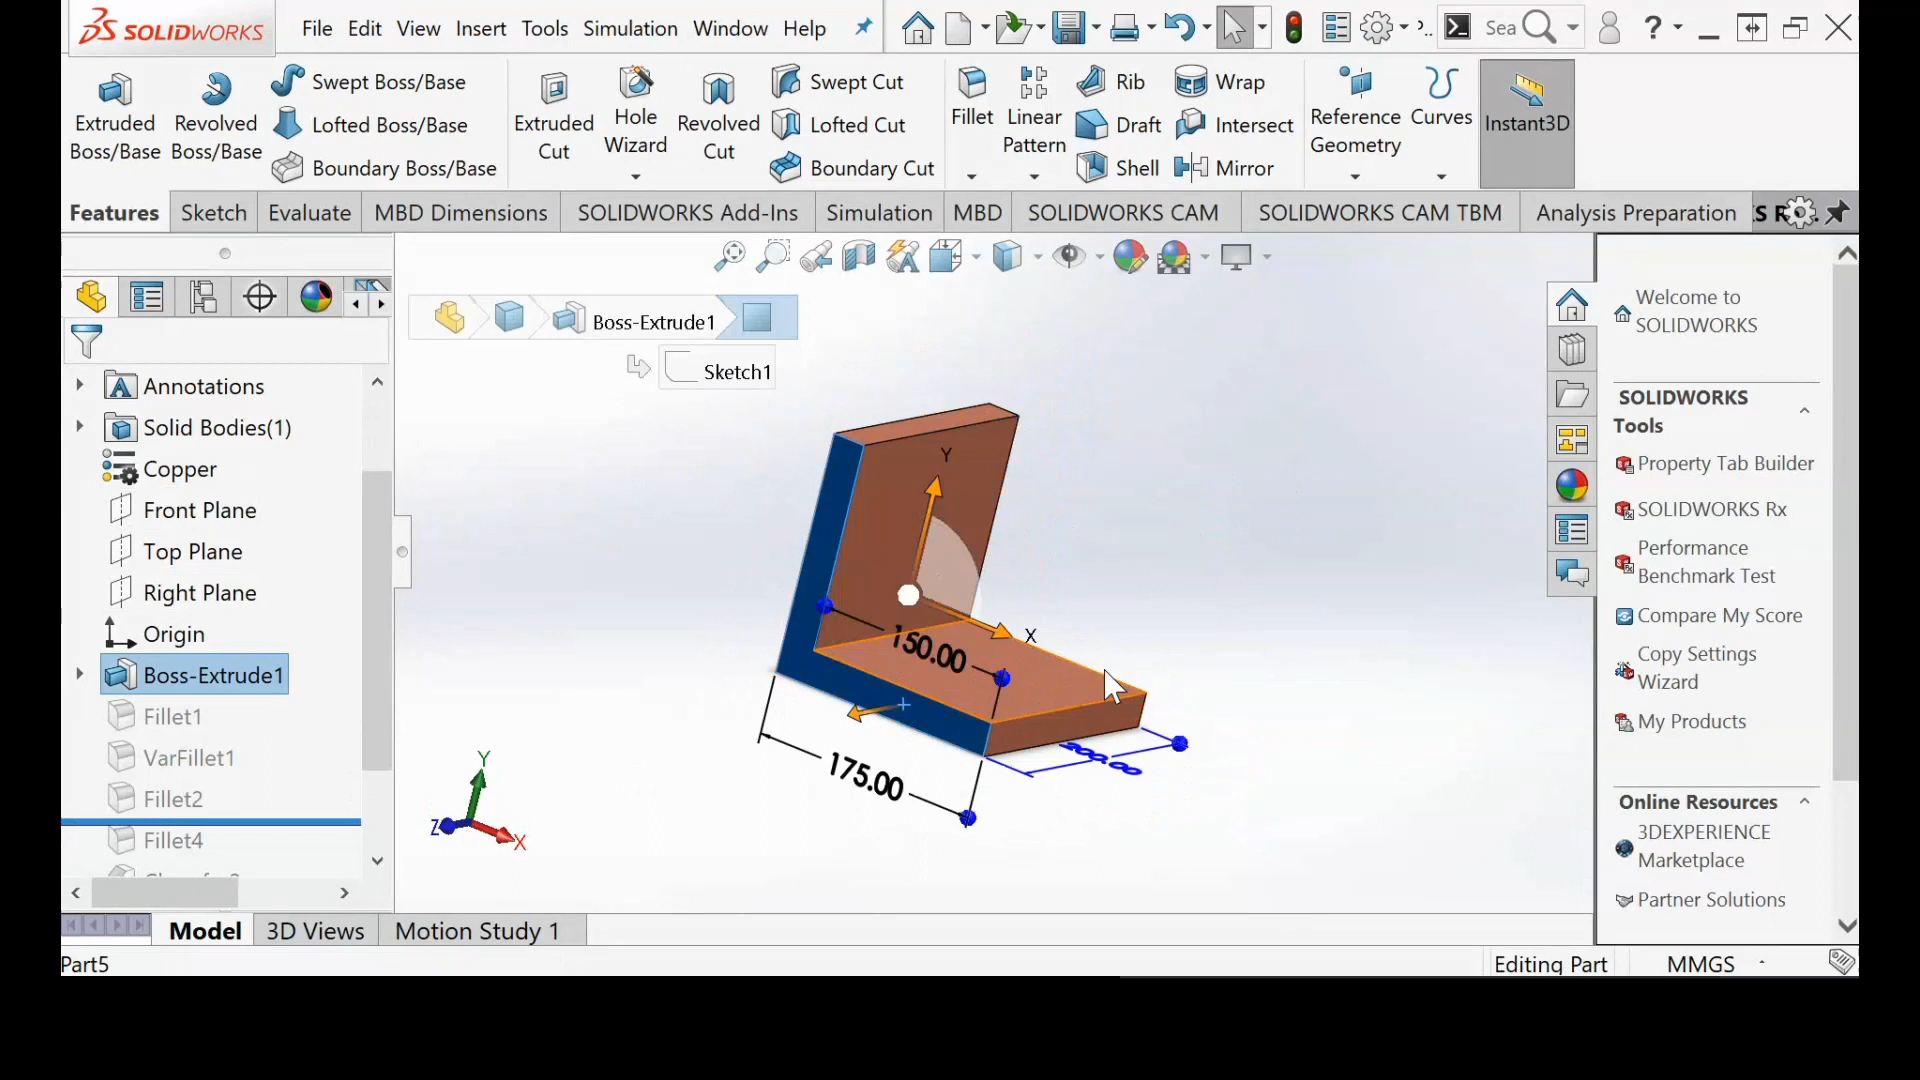 SOLIDWORKS File Edit View Insert Tools Simulation Window Help Sea ?
Extruded Boss/Base
Revolved Boss/Base
Swept Boss/Base
Lofted Boss/Base
Boundary Boss/Base
Extruded Cut
Hole Wizard
Revolved Cut
Swept Cut
Lofted Cut
Boundary Cut
Fillet
Linear Pattern
Rib
Draft
Shell
Wrap
Intersect
Mirror
Reference Geometry
Curves
Instant3D
Features Sketch Evaluate MBD Dimensions SOLIDWORKS Add-Ins Simulation MBD SOLIDWORKS CAM SOLIDWORKS CAM TBM Analysis Preparation
Annotations
Solid Bodies(1)
Copper
Front Plane
Top Plane
Right Plane
Origin
Boss-Extrude1
Fillet1
VarFillet1
Fillet2
Fillet4
Boss-Extrude1
Sketch1
Y
X
150.00
175.00
200.00
Y
Z
X
Welcome to
SOLIDWORKS
SOLIDWORKS
Tools
Property Tab Builder
SOLIDWORKS Rx
Performance
Benchmark Test
Compare My Score
Copy Settings
Wizard
My Products
Online Resources
3DEXPERIENCE
Marketplace
Partner Solutions
Model 3D Views Motion Study 1
Part5 Editing Part MMGS